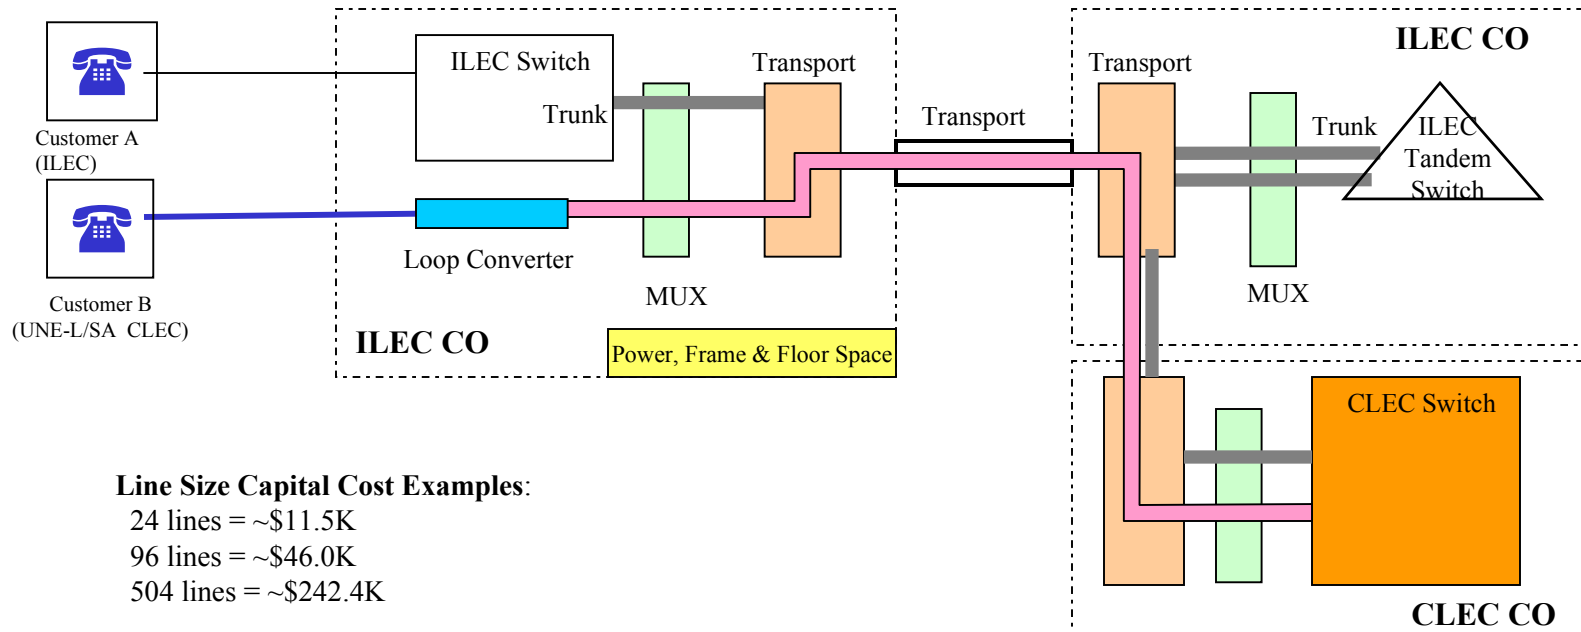 ILEC CO
ILEC Switch
Transport
Transport
Trunk
Transport
Trunk
ILEC
Tandem
Switch
Customer A
(ILEC)
Loop Converter
MUX
MUX
Customer B
(UNE-L/SA CLEC)
ILEC CO
Power, Frame & Floor Space
CLEC Switch
Line Size Capital Cost Examples:
24 lines = ~$11.5K
96 lines = ~$46.0K
504 lines = ~$242.4K
CLEC CO